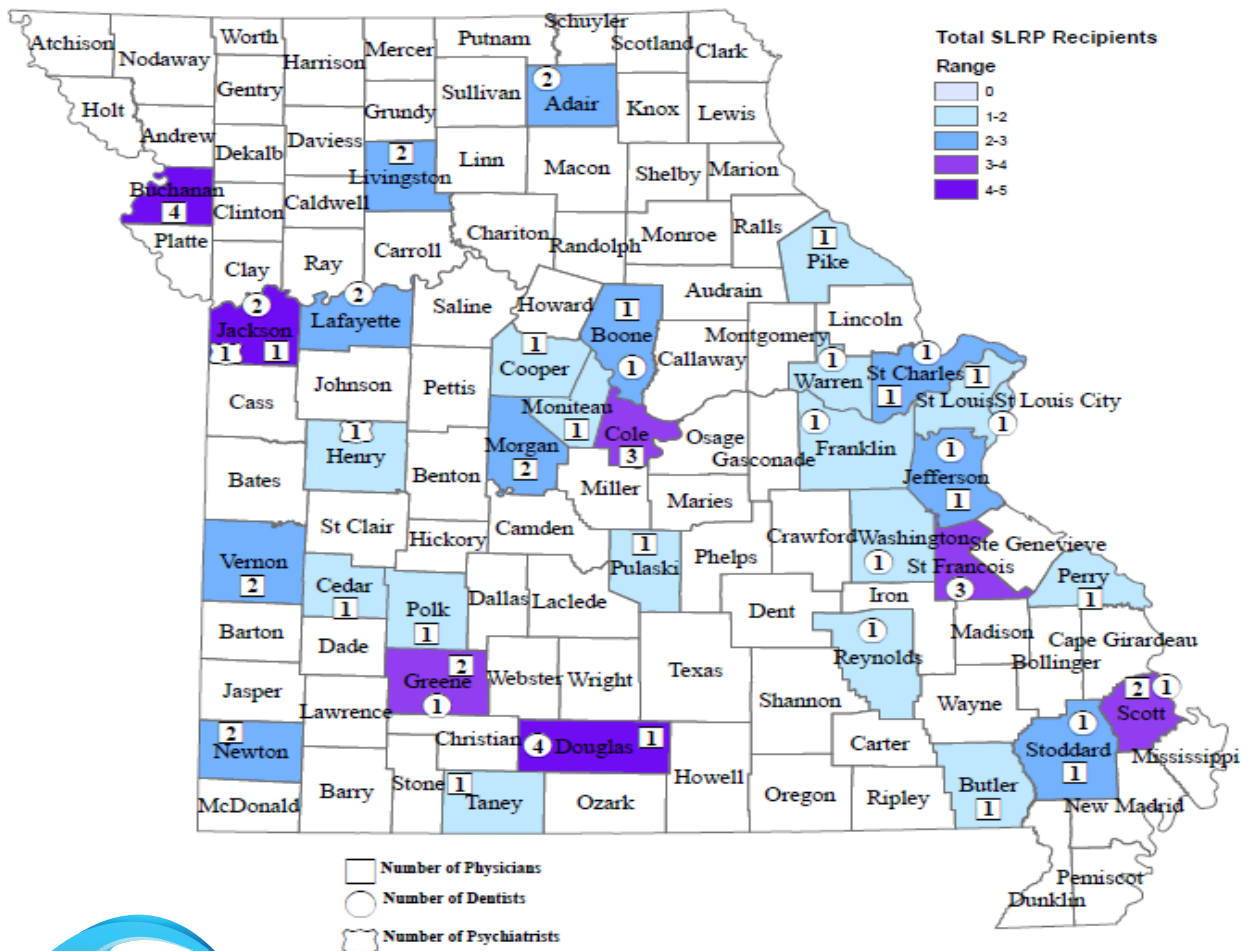 Total SLRP Recipients
Range
0
1-2
2-3
3-4
4-5
Schuyler
Atchison
Worth
Nodaway
Harrison
Mercer
Putnam
Scotland
Clark
Gentry
Sullivan
2
Adair
Holt
Grundy
Knox
Lewis
Andrew
Daviess
Dekalb
2
Livingston
Linn
Macon
Shelby
Marion
Buchanan
4
Clinton
Caldwell
Platte
Chariton
Randolph
Monroe
Ralls
1
Pike
Clay
Ray
Carroll
2
Jackson
1
1
2
Lafayette
Saline
Howard
1
Boone
1
Audrain
Montgomery
Lincoln
1
Cooper
Callaway
1
Warren
1
St Charles
1
1
St Louis
St Louis City
1
Johnson
Pettis
Cass
Moniteau
1
Cole
3
1
Henry
Morgan
2
Osage
Gasconade
1
Franklin
1
Jefferson
1
Bates
Benton
Miller
Maries
St Clair
Hickory
Camden
Crawford
Washington
1
Ste Genevieve
St Francois
3
Vernon
2
Cedar
1
Polk
1
Dallas
Laclede
1
Pulaski
Phelps
Dent
Iron
Perry
1
Barton
Dade
1
Reynolds
Madison
Cape Girardeau
Bollinger
Jasper
2
Greene
1
Webster
Wright
Texas
Shannon
Wayne
2
1
Scott
Lawrence
2
Newton
Christian
4
Douglas
1
Carter
1
Stoddard
1
Mississippi
McDonald
Barry
Stone
1
Taney
Ozark
Howell
Oregon
Ripley
Butler
1
New Madrid
Pemiscot
Dunklin
Number of Physicians
Number of Dentists
Number of Psychiatrists